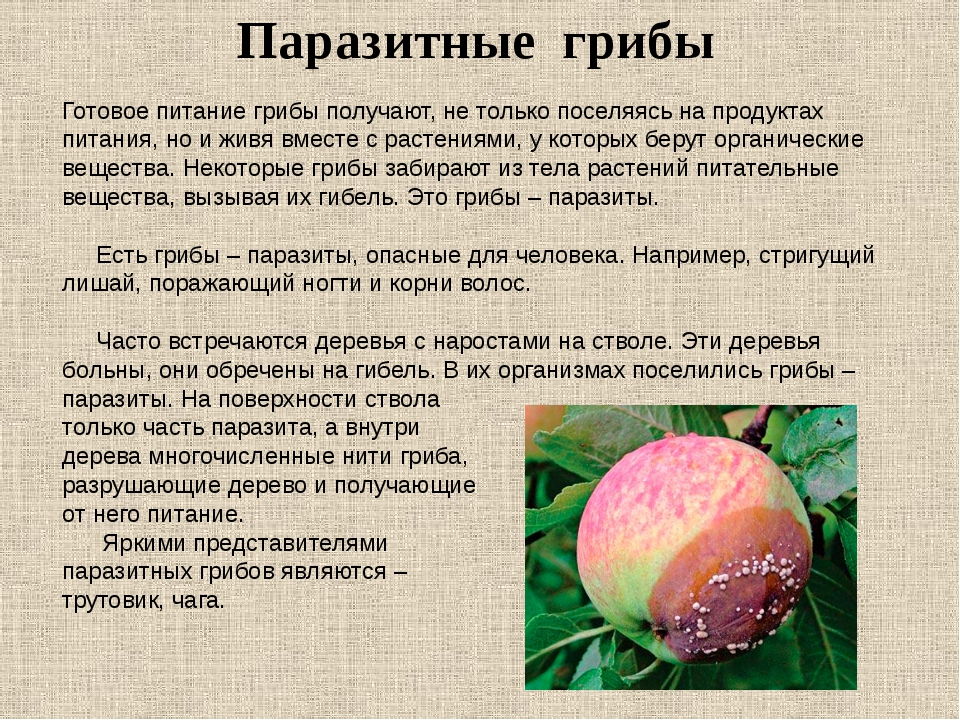 Паразитные грибы
Готовое питание грибы получают, не только поселяясь на продуктах
питания, но и живя вместе с растениями, у которых берут органические
вещества. Некоторые грибы забирают из тела растений питательные
вещества, вызывая их гибель. Это грибы – паразиты.
Есть грибы – паразиты, опасные для человека. Например, стригущий
лишай, поражающий ногти и корни волос.
Часто встречаются деревья с наростами на стволе. Эти деревья
больны, они обречены на гибель. В их организмах поселились грибы –
паразиты. На поверхности ствола
только часть паразита, а внутри
дерева многочисленные нити гриба,
разрушающие дерево и получающие
от него питание.
Яркими представителями
паразитных грибов являются –
трутовик, чага.